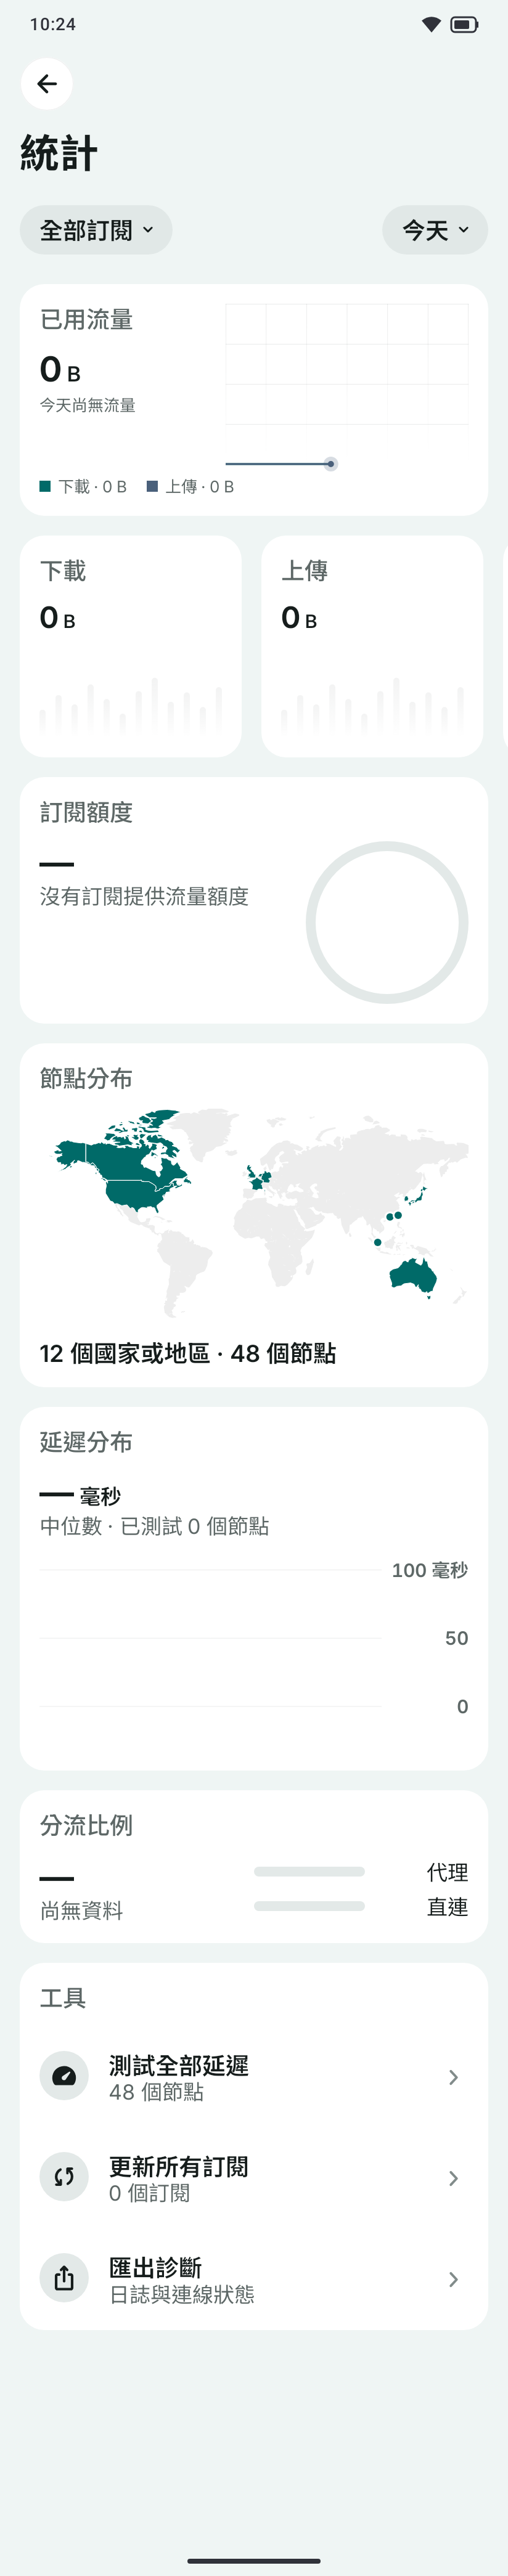 10:24
統計
全部訂閱
今天
已用流量
0 B
今天尚無流量
下載 · 0 B
上傳 · 0 B
下載
0 B
上傳
0 B
訂閱額度
—
沒有訂閱提供流量額度
節點分布
12 個國家或地區 · 48 個節點
延遲分布
— 毫秒
中位數 · 已測試 0 個節點
100 毫秒
50
0
分流比例
—
尚無資料
代理
直連
工具
測試全部延遲
48 個節點
更新所有訂閱
0 個訂閱
匯出診斷
日誌與連線狀態